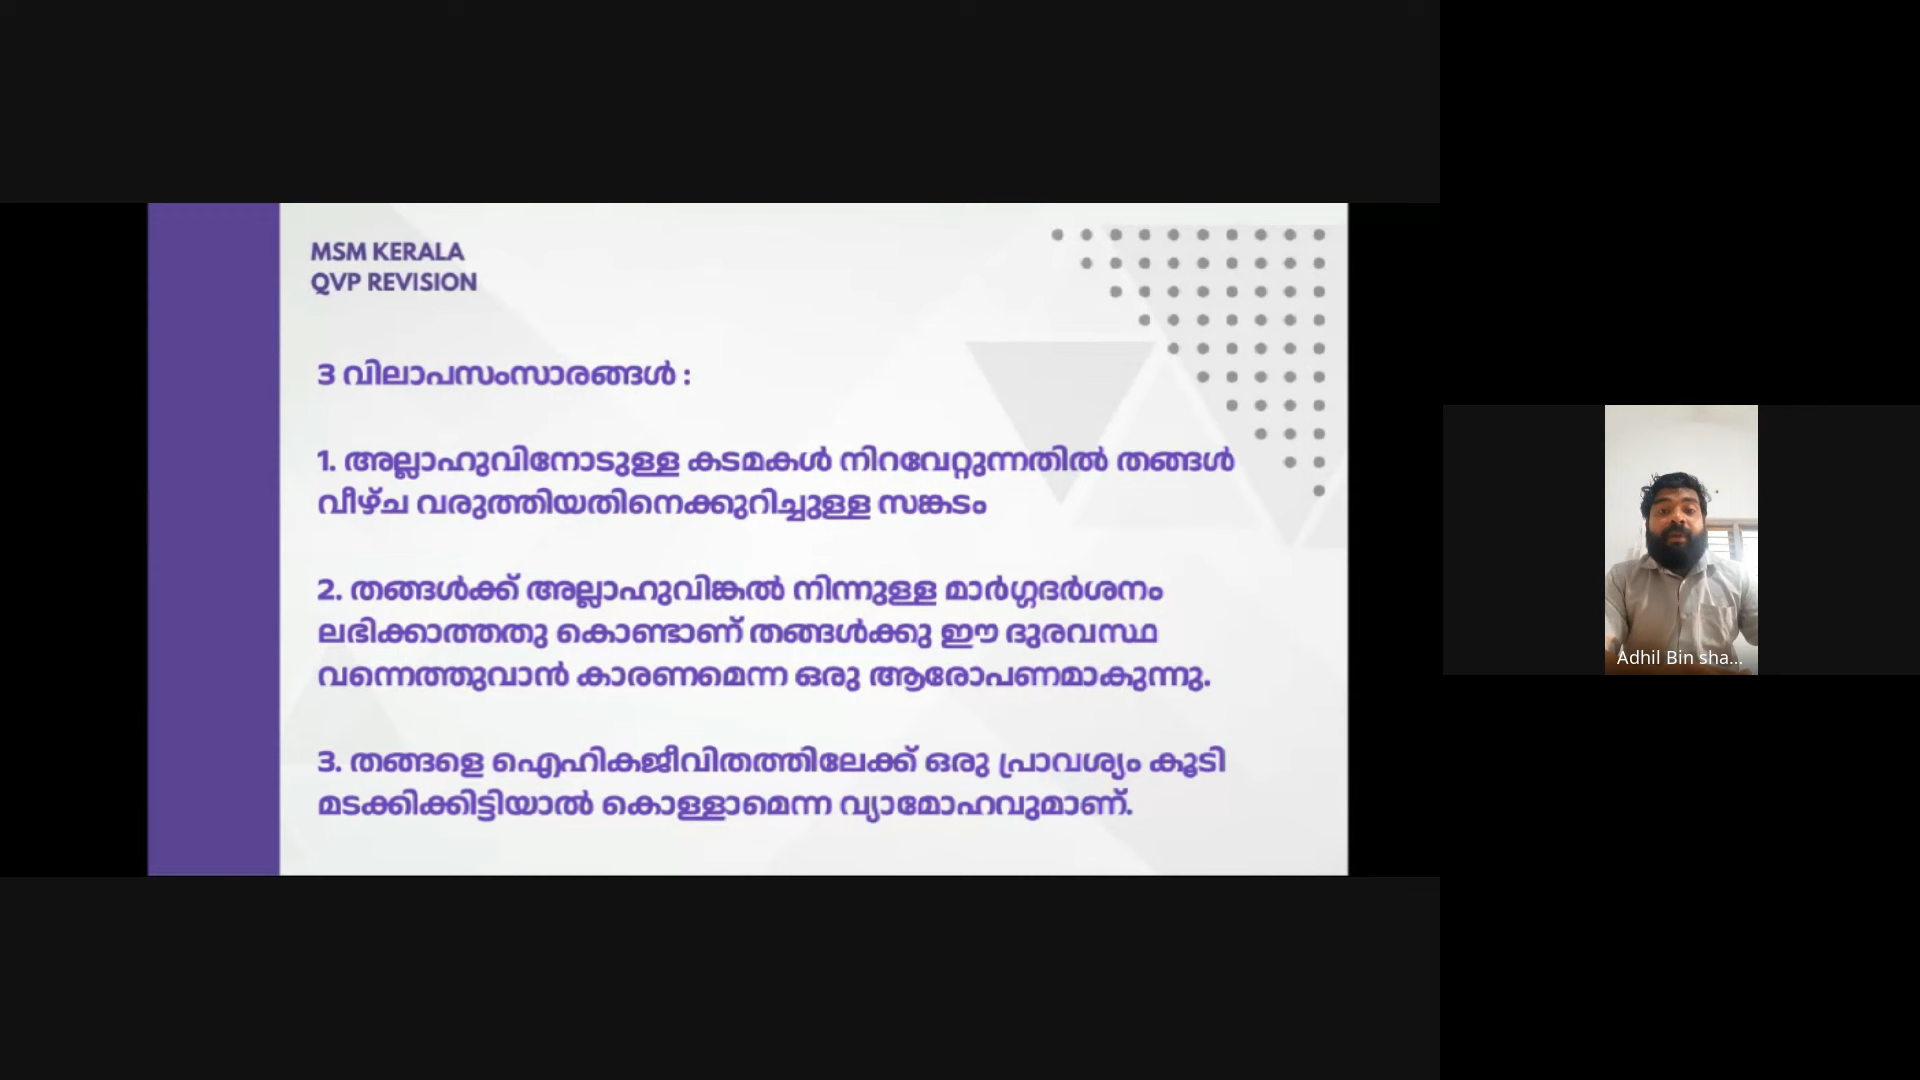 MSM KERALA
QVP REVISION
3 വിലാപസംസാരങ്ങൾ :
1. അല്ലാഹുവിനോടുള്ള കടമകൾ നിറവേറ്റുന്നതിൽ തങ്ങൾ
വീഴ്ച വരുത്തിയതിനെക്കുറിച്ചുള്ള സങ്കടം
2. തങ്ങൾക്ക് അല്ലാഹുവിങ്കൽ നിന്നുള്ള മാർഗ്ഗദർശനം
ലഭിക്കാത്തതു കൊണ്ടാണ് തങ്ങൾക്കു ഈ ദുരവസ്ഥ
വന്നെത്തുവാൻ കാരണമെന്ന ഒരു ആരോപണമാകുന്നു.
3. തങ്ങളെ ഐഹികജീവിതത്തിലേക്ക് ഒരു പ്രാവശ്യം കൂടി
മടക്കിക്കിട്ടിയാൽ കൊള്ളാമെന്ന വ്യാമോഹവുമാണ്.
Adhil Bin sha...